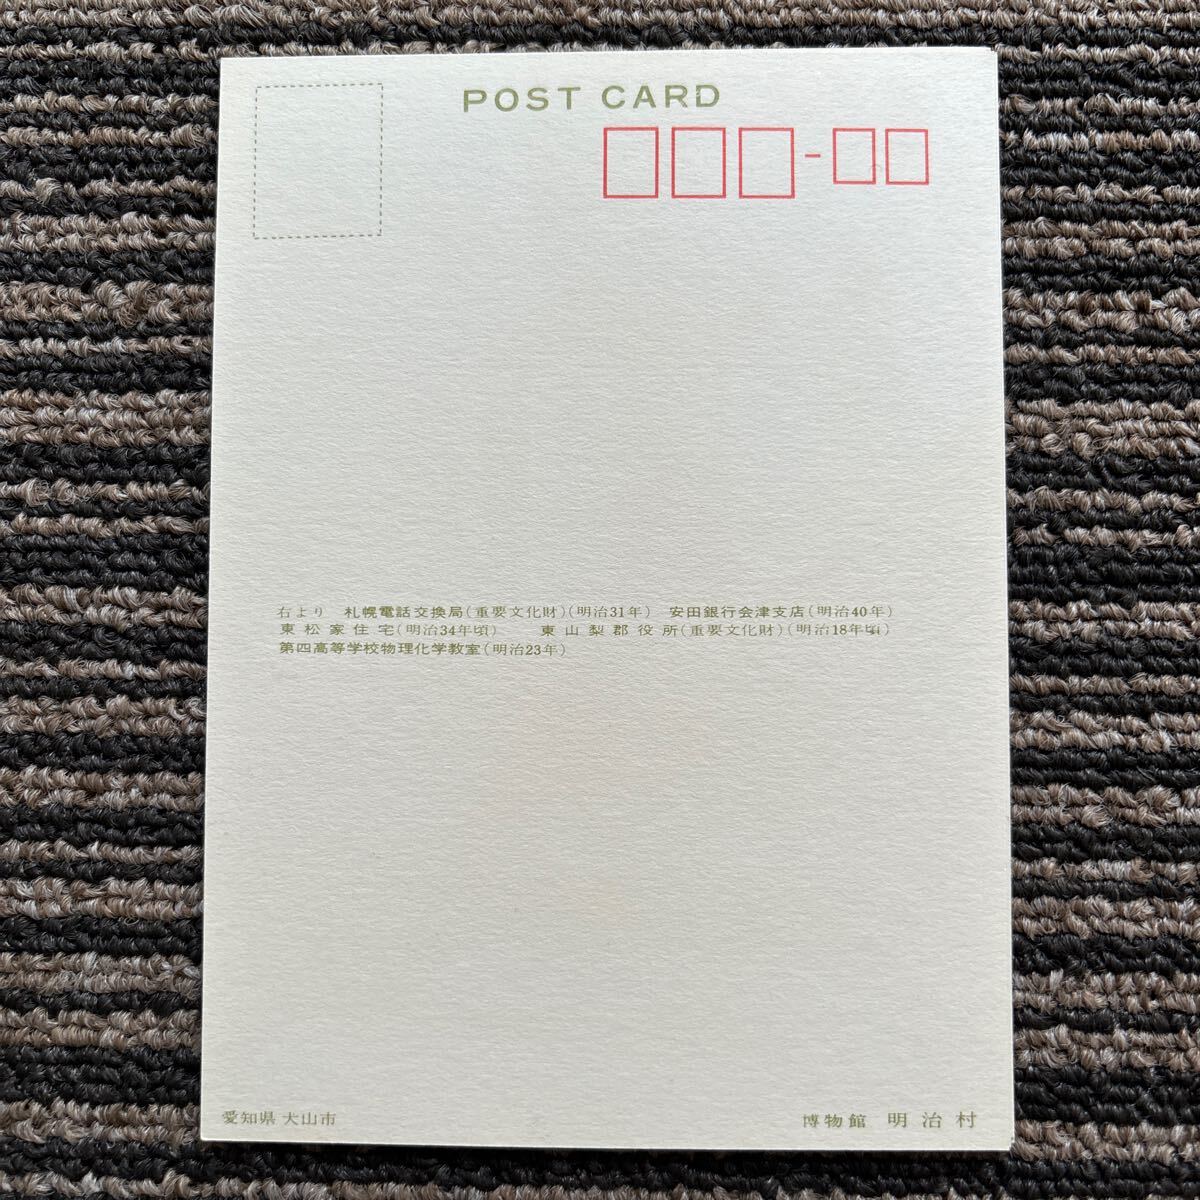 POST CARD
右より 札幌電話交換局(重要文化財)(明治31年) 安田銀行会津支店(明治40年)
東松家住宅(明治34年頃) 東山梨郡役所(重要文化財)(明治18年頃)
第四高等学校物理化学教室(明治23年)
愛知県 犬山市
博物館 明治村